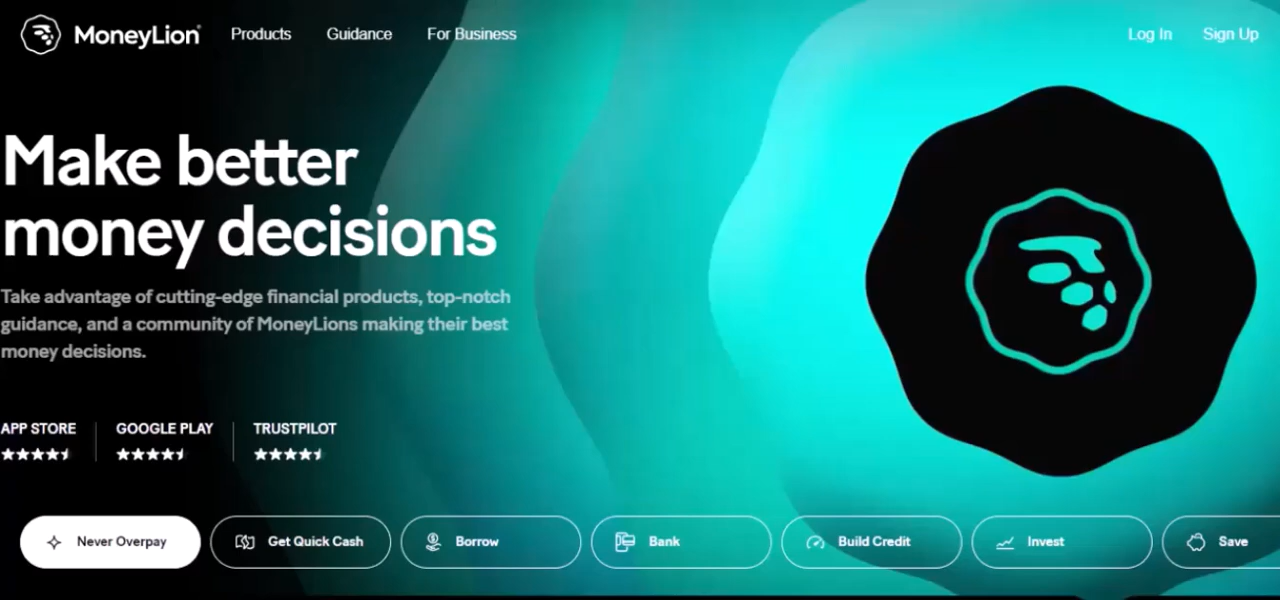 MoneyLion
Products
Guidance
For Business
Log In
Sign Up
Make better
money decisions
Take advantage of cutting-edge financial products, top-notch
guidance, and a community of MoneyLions making their best
money decisions.
APP STORE
GOOGLE PLAY
TRUSTPILOT
Never Overpay
Get Quick Cash
Borrow
Bank
Build Credit
Invest
Save